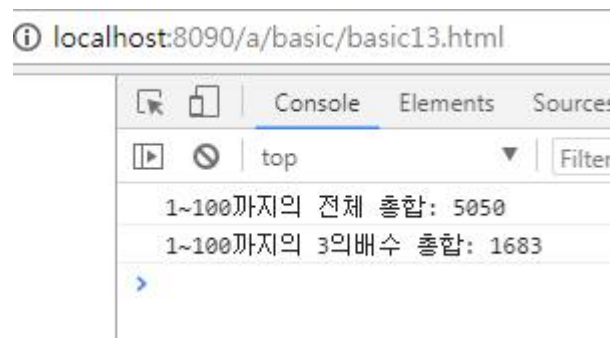 localhost:8090/a/basic/basic13.html
Console Elements Sources
top Filter
1~100까지의 전체 총합: 5050
1~100까지의 3의배수 총합: 1683